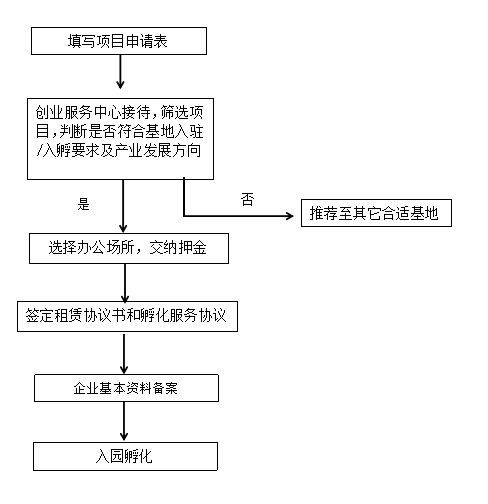 填写项目申请表
创业服务中心接待，筛选项
目，判断是否符合基地入驻
/入孵要求及产业发展方向
是
否
推荐至其它合适基地
选择办公场所，交纳押金
签定租赁协议书和孵化服务协议
企业基本资料备案
入园孵化